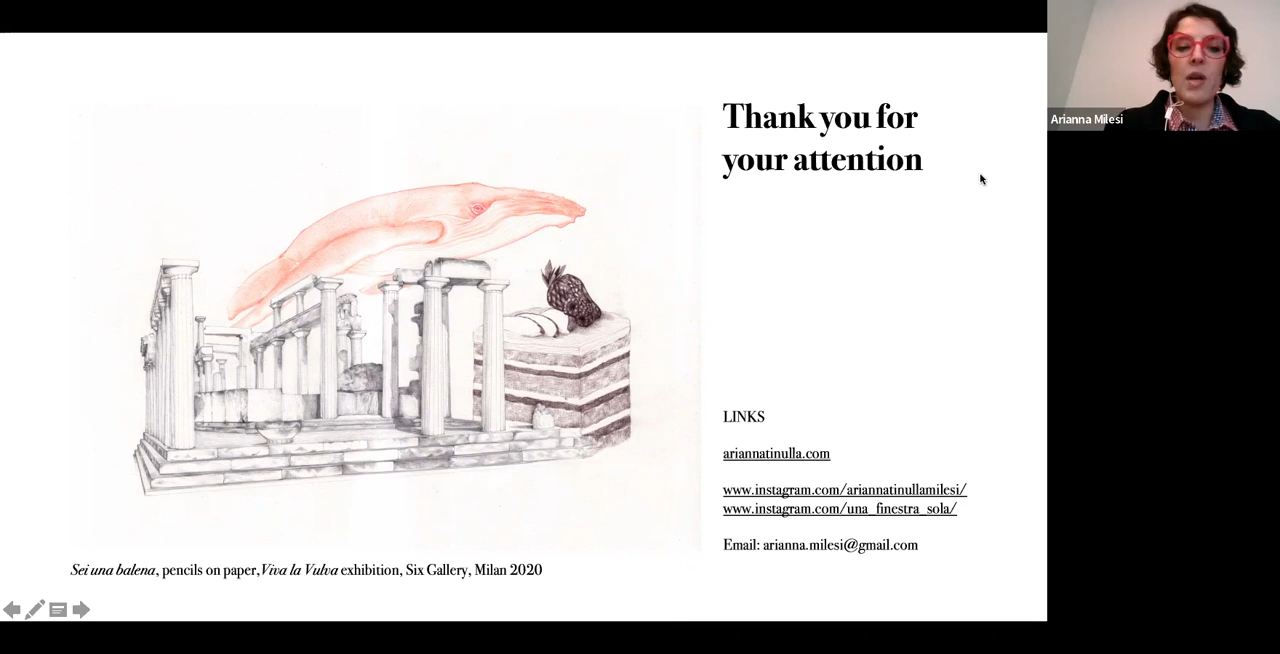 Thank you for
your attention
Arianna Milesi
LINKS
ariannatinulla.com
www.instagram.com/ariannatinullamilesi/
www.instagram.com/una_finestra_sola/
Email: arianna.milesi@gmail.com
Sei una balena, pencils on paper, Viva la Vulva exhibition, Six Gallery, Milan 2020